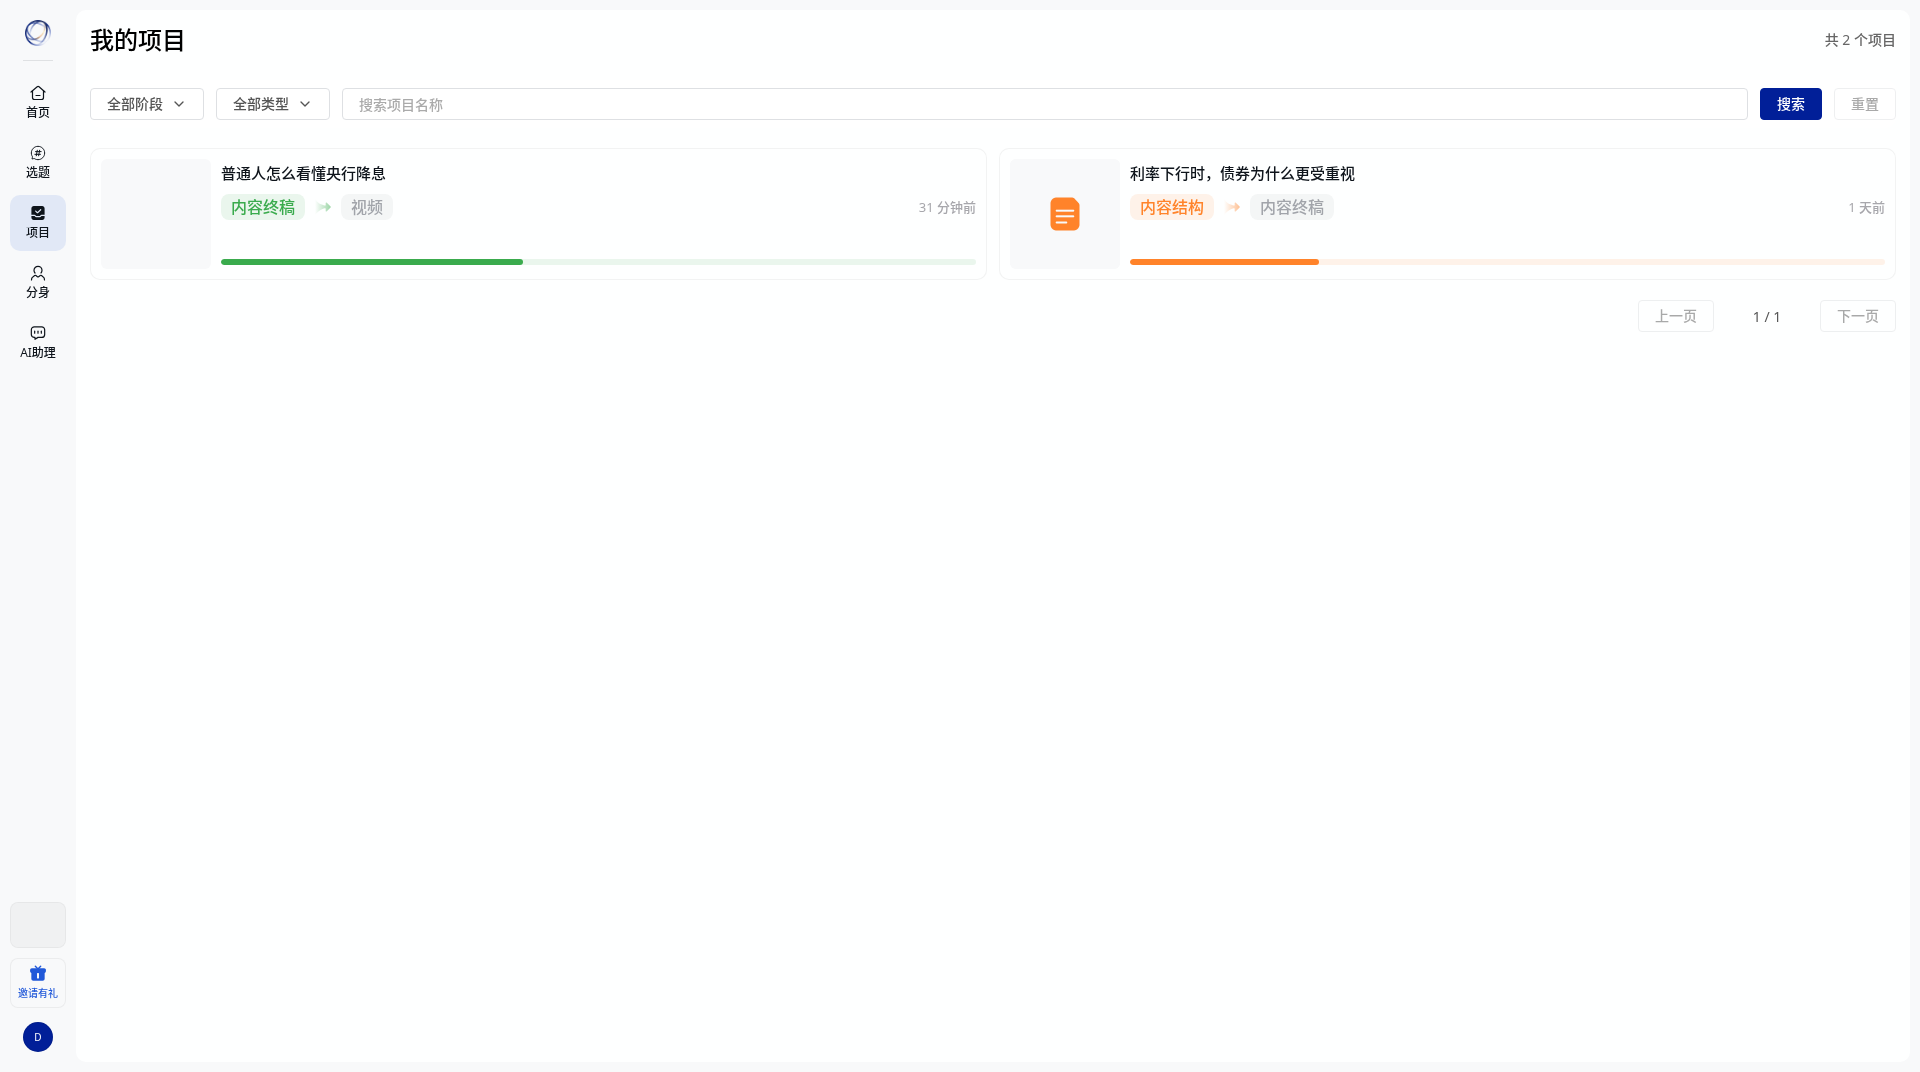 我的项目
共 2 个项目
首页
选题
项目
分身
AI助理
全部阶段
全部类型
搜索项目名称
搜索
重置
普通人怎么看懂央行降息
内容终稿
视频
31 分钟前
利率下行时，债券为什么更受重视
内容结构
内容终稿
1 天前
上一页
1 / 1
下一页
邀请有礼
D